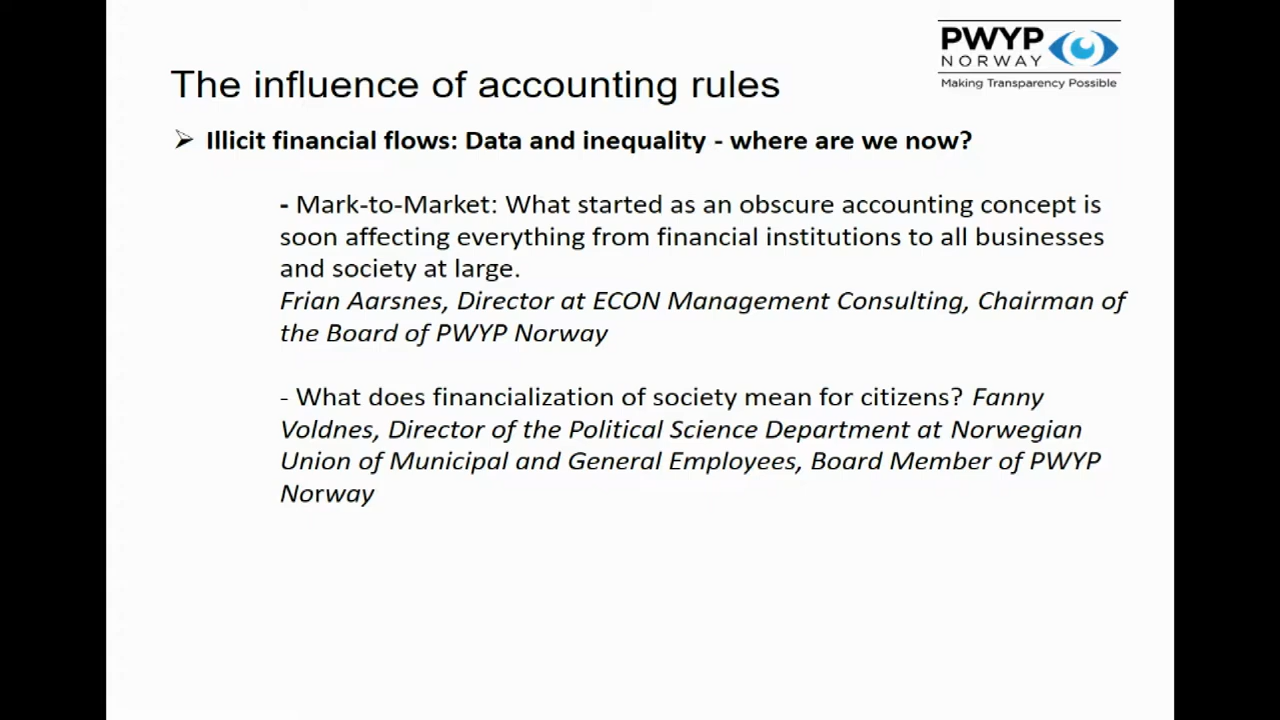 PWYP
NORWAY
Making Transparency Possible
The influence of accounting rules
➢ Illicit financial flows: Data and inequality - where are we now?
- Mark-to-Market: What started as an obscure accounting concept is
soon affecting everything from financial institutions to all businesses
and society at large.
Frian Aarsnes, Director at ECON Management Consulting, Chairman of
the Board of PWYP Norway
- What does financialization of society mean for citizens? Fanny
Voldnes, Director of the Political Science Department at Norwegian
Union of Municipal and General Employees, Board Member of PWYP
Norway